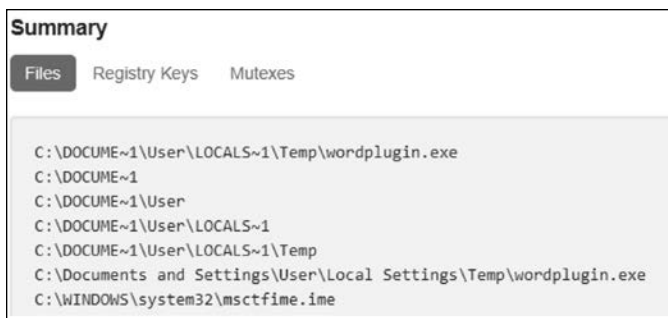 Summary
Files Registry Keys Mutexes
C:\DOCUME~1\User\LOCALS~1\Temp\wordplugin.exe
C:\DOCUME~1
C:\DOCUME~1\User
C:\DOCUME~1\User\LOCALS~1
C:\DOCUME~1\User\LOCALS~1\Temp
C:\Documents and Settings\User\Local Settings\Temp\wordplugin.exe
C:\WINDOWS\system32\msctfime.ime